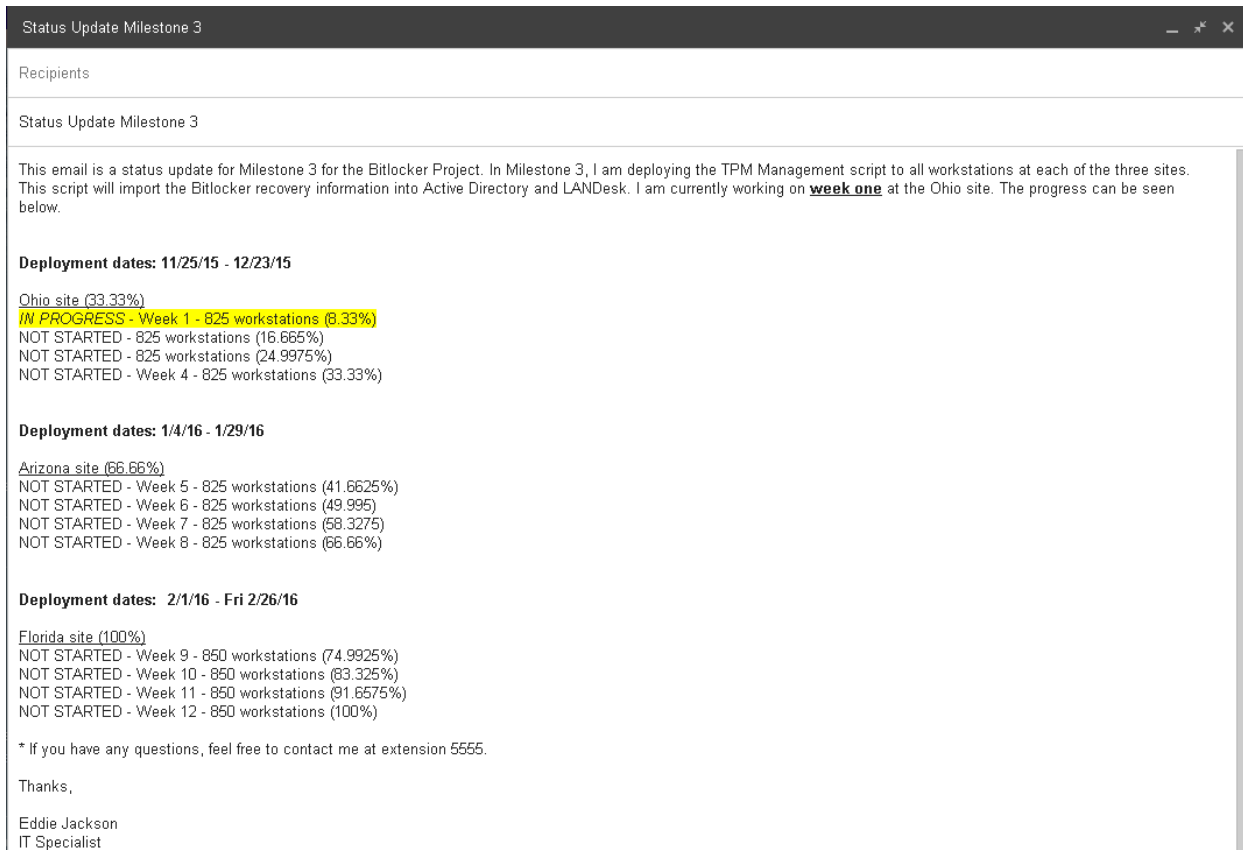 Status Update Milestone 3
Recipients
Status Update Milestone 3
This email is a status update for Milestone 3 for the Bitlocker Project. In Milestone 3, I am deploying the TPM Management script to all workstations at each of the three sites.
This script will import the Bitlocker recovery information into Active Directory and LANDesk. I am currently working on week one at the Ohio site. The progress can be seen
below.
Deployment dates: 11/25/15 - 12/23/15
Ohio site (33.33%)
IN PROGRESS - Week 1 - 825 workstations (8.33%)
NOT STARTED - 825 workstations (16.665%)
NOT STARTED - 825 workstations (24.9975%)
NOT STARTED - Week 4 - 825 workstations (33.33%)
Deployment dates: 1/4/16 - 1/29/16
Arizona site (66.66%)
NOT STARTED - Week 5 - 825 workstations (41.6625%)
NOT STARTED - Week 6 - 825 workstations (49.995)
NOT STARTED - Week 7 - 825 workstations (58.3275)
NOT STARTED - Week 8 - 825 workstations (66.66%)
Deployment dates: 2/1/16 - Fri 2/26/16
Florida site (100%)
NOT STARTED - Week 9 - 850 workstations (74.9925%)
NOT STARTED - Week 10 - 850 workstations (83.325%)
NOT STARTED - Week 11 - 850 workstations (91.6575%)
NOT STARTED - Week 12 - 850 workstations (100%)
* If you have any questions, feel free to contact me at extension 5555.
Thanks,
Eddie Jackson
IT Specialist